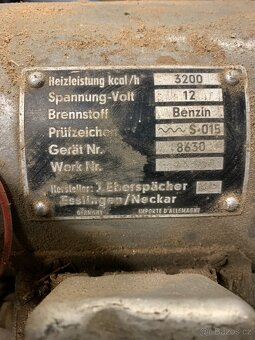 Heizleistung kcal/h 3200
Spannung-Volt 12
Brennstoff Benzin
Prüfzeichen S-015
Gerät Nr. 8630
Werk Nr.
Hersteller: J. Eberspächer
Esslingen/Neckar
GERMANY IMPORTE D'ALLEMAGNE